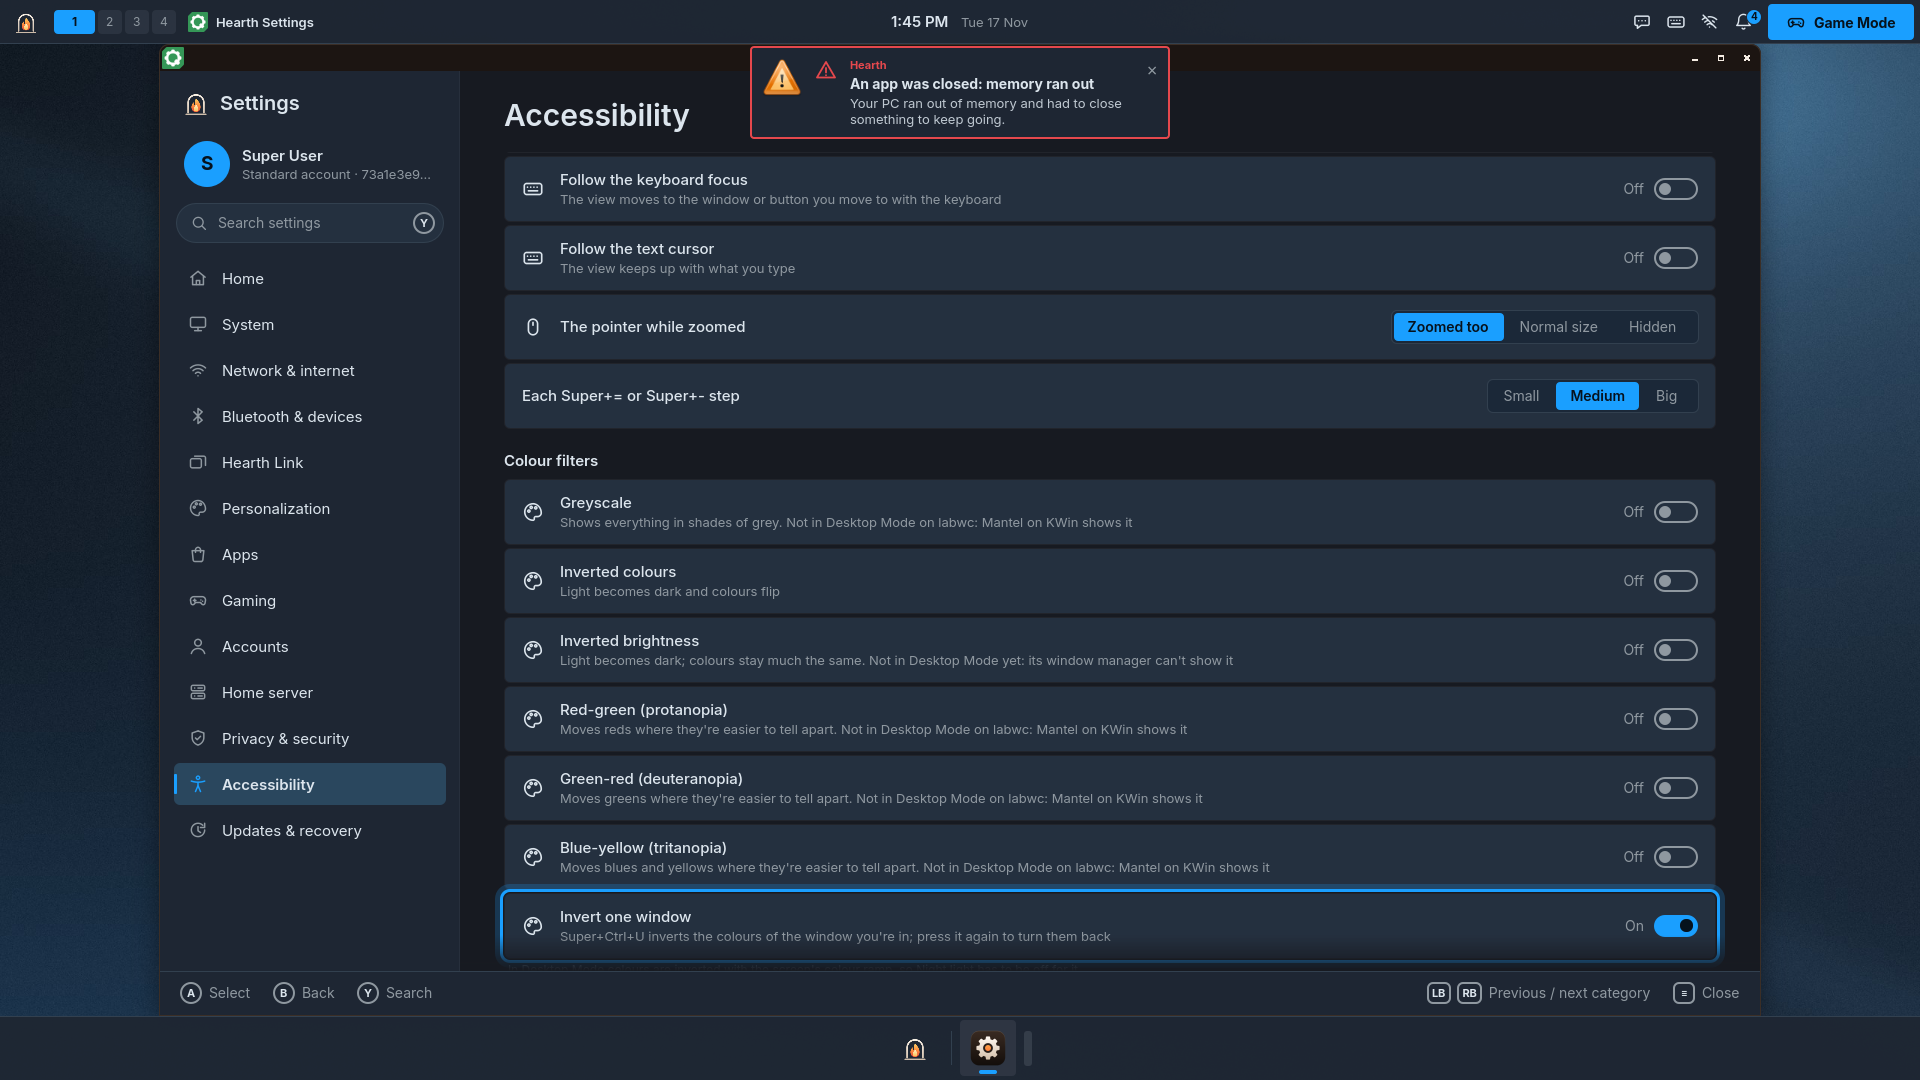 1 2 3 4 Hearth Settings 1:45 PM Tue 17 Nov 4 Game Mode
Settings
S Super User
Standard account · 73a1e3e9...
Search settings Y
Home
System
Network & internet
Bluetooth & devices
Hearth Link
Personalization
Apps
Gaming
Accounts
Home server
Privacy & security
Accessibility
Updates & recovery
Hearth
An app was closed: memory ran out
Your PC ran out of memory and had to close
something to keep going.
Accessibility
Follow the keyboard focus
The view moves to the window or button you move to with the keyboard
Off
Follow the text cursor
The view keeps up with what you type
Off
The pointer while zoomed
Zoomed too Normal size Hidden
Each Super+= or Super+- step
Small Medium Big
Colour filters
Greyscale
Shows everything in shades of grey. Not in Desktop Mode on labwc: Mantel on KWin shows it
Off
Inverted colours
Light becomes dark and colours flip
Off
Inverted brightness
Light becomes dark; colours stay much the same. Not in Desktop Mode yet: its window manager can't show it
Off
Red-green (protanopia)
Moves reds where they're easier to tell apart. Not in Desktop Mode on labwc: Mantel on KWin shows it
Off
Green-red (deuteranopia)
Moves greens where they're easier to tell apart. Not in Desktop Mode on labwc: Mantel on KWin shows it
Off
Blue-yellow (tritanopia)
Moves blues and yellows where they're easier to tell apart. Not in Desktop Mode on labwc: Mantel on KWin shows it
Off
Invert one window
Super+Ctrl+U inverts the colours of the window you're in; press it again to turn them back
On
A Select B Back Y Search LB RB Previous / next category Close